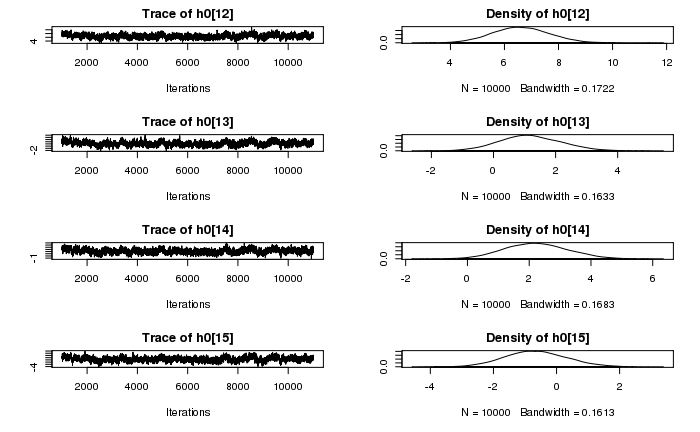 Trace of h0[12]
4
2000 4000 6000 8000 10000
Iterations
Density of h0[12]
0.0
4 6 8 10 12
N = 10000 Bandwidth = 0.1722
Trace of h0[13]
-2
2000 4000 6000 8000 10000
Iterations
Density of h0[13]
0.0
-2 0 2 4
N = 10000 Bandwidth = 0.1633
Trace of h0[14]
-1
2000 4000 6000 8000 10000
Iterations
Density of h0[14]
0.0
-2 0 2 4 6
N = 10000 Bandwidth = 0.1683
Trace of h0[15]
-4
2000 4000 6000 8000 10000
Iterations
Density of h0[15]
0.0
-4 -2 0 2
N = 10000 Bandwidth = 0.1613